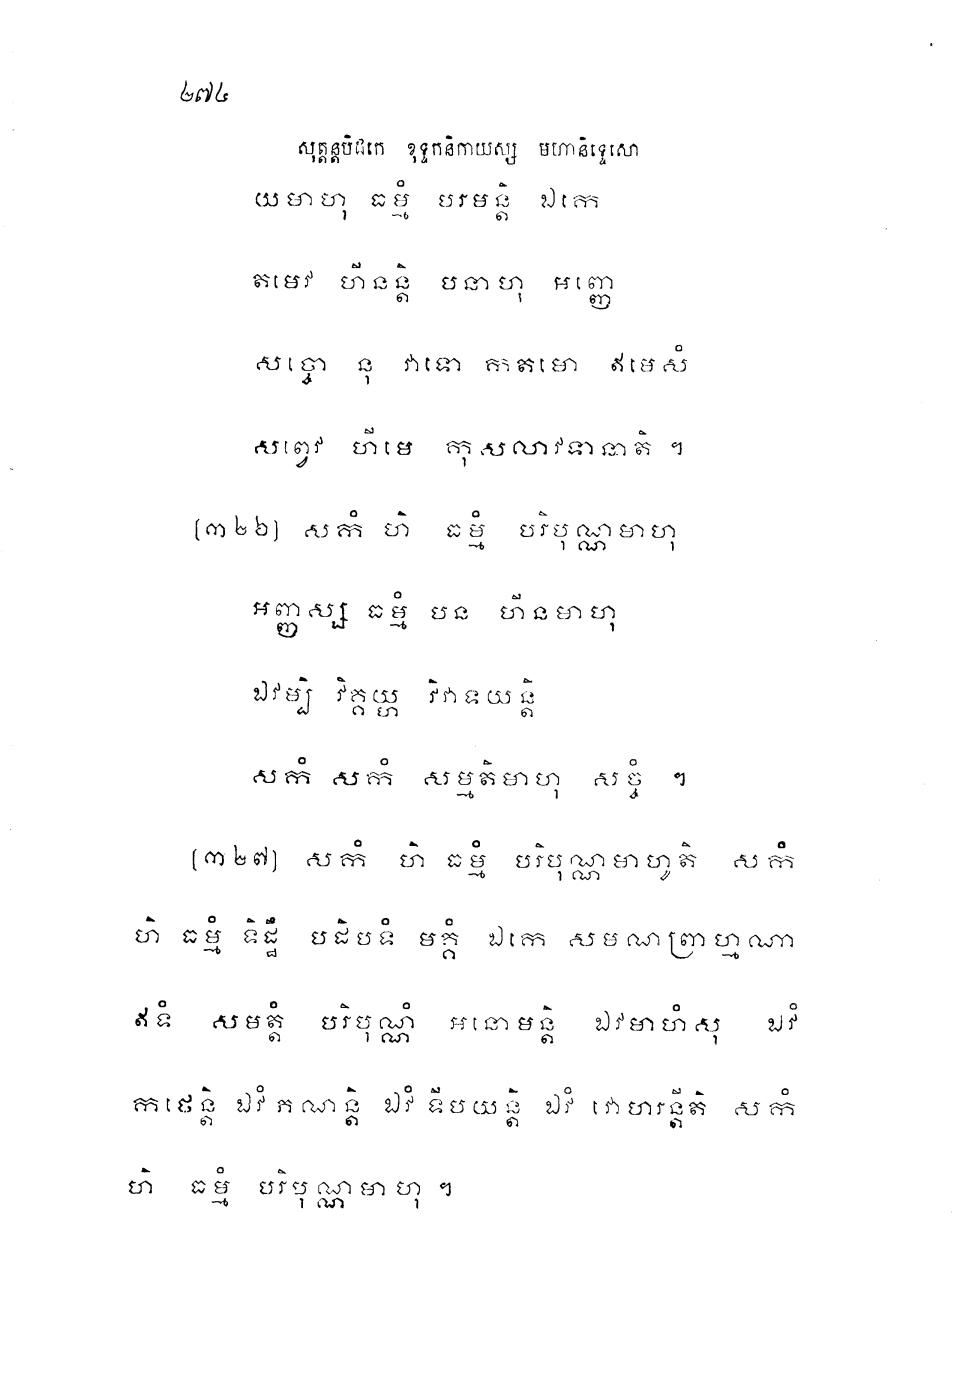 ២៧៤
សុត្តន្តបិដកេ ខុទ្ទកនិកាយស្ស មហានិទ្ទេសោ
យមាហុ ធម្មំ បរមន្តិ ឯកេ
តមេវ ហីនន្តិ បនាហុ អញ្ញេ
សច្ចោ នុ វាទោ កតមោ ឥមេសំ
សព្វេវ ហីមេ កុសលាវទានាតិ ។
(៣២៦) សកំ ហិ ធម្មំ បរិបុណ្ណមាហុ
អញ្ញស្ស ធម្មំ បន ហីនមាហុ
ឯវម្បិ វិគ្គយ្ហ វិវាទយន្តិ
សកំ សកំ សម្មតិមាហុ សច្ចំ ។
(៣២៧) សកំ ហិ ធម្មំ បរិបុណ្ណមាហូតិ សកំ
ហិ ធម្មំ ទិដ្ឋឹ បដិបទំ មគ្គំ ឯកេ សមណព្រាហ្មណា
ឥទំ សមត្តំ បរិបុណ្ណំ អនោមន្តិ ឯវមាហំសុ ឯវំ
កថេន្តិ ឯវំ ភណន្តិ ឯវំ ទីបយន្តិ ឯវំ វោហរន្តីតិ សកំ
ហិ ធម្មំ បរិបុណ្ណមាហុ ។